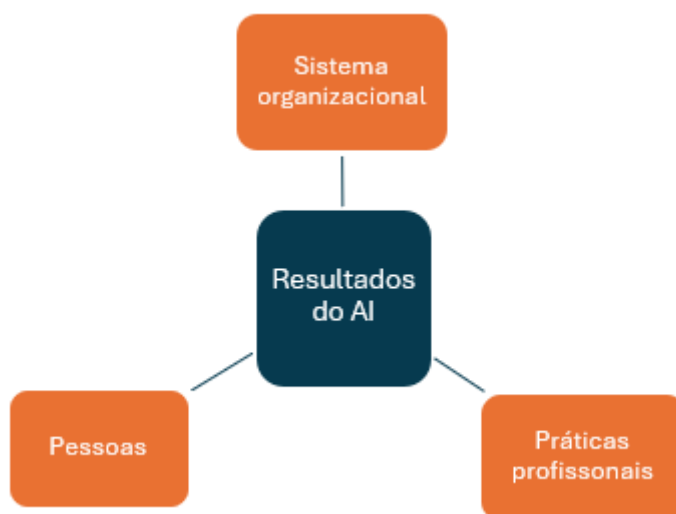 Sistema
organizacional
Resultados
do AI
Pessoas
Práticas
profissonais